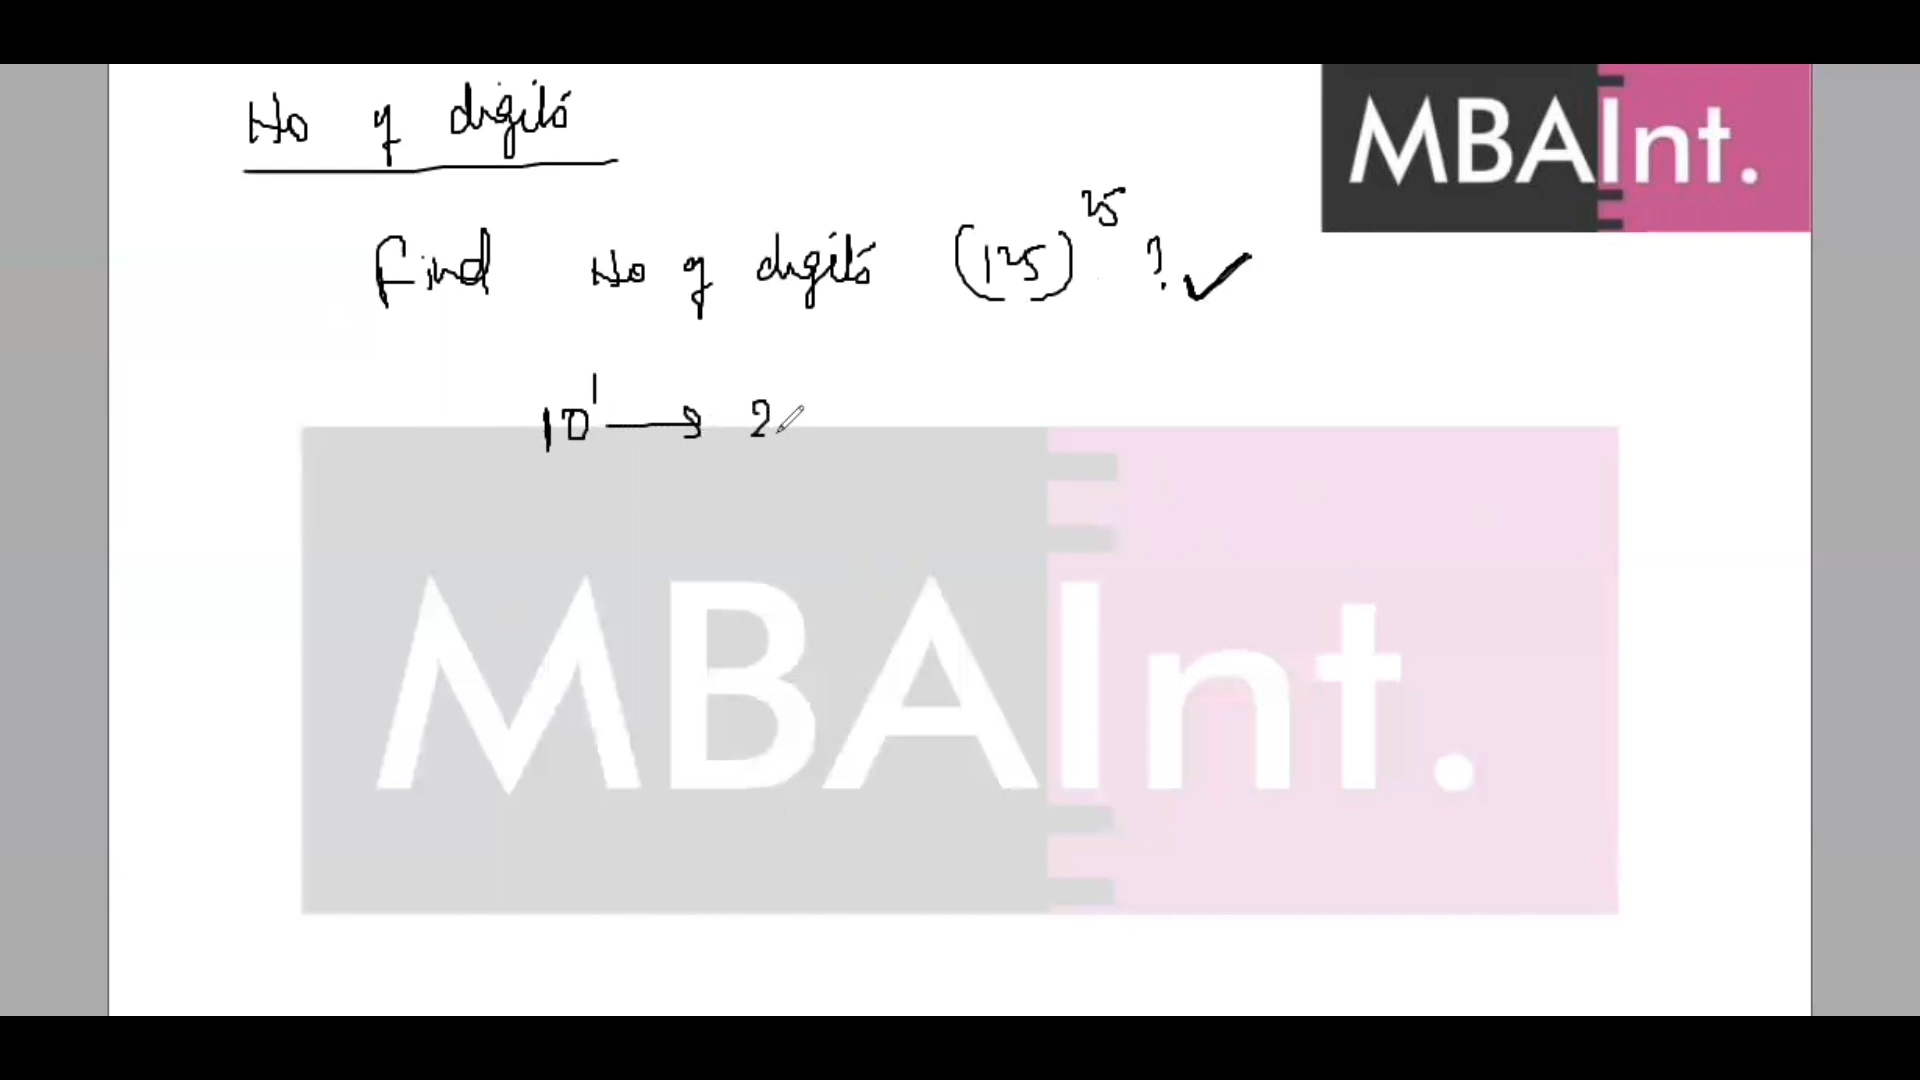 No of digits
MBAInt.
Find No of digits (125)^25 ?
10^1 → 2
MBAInt.